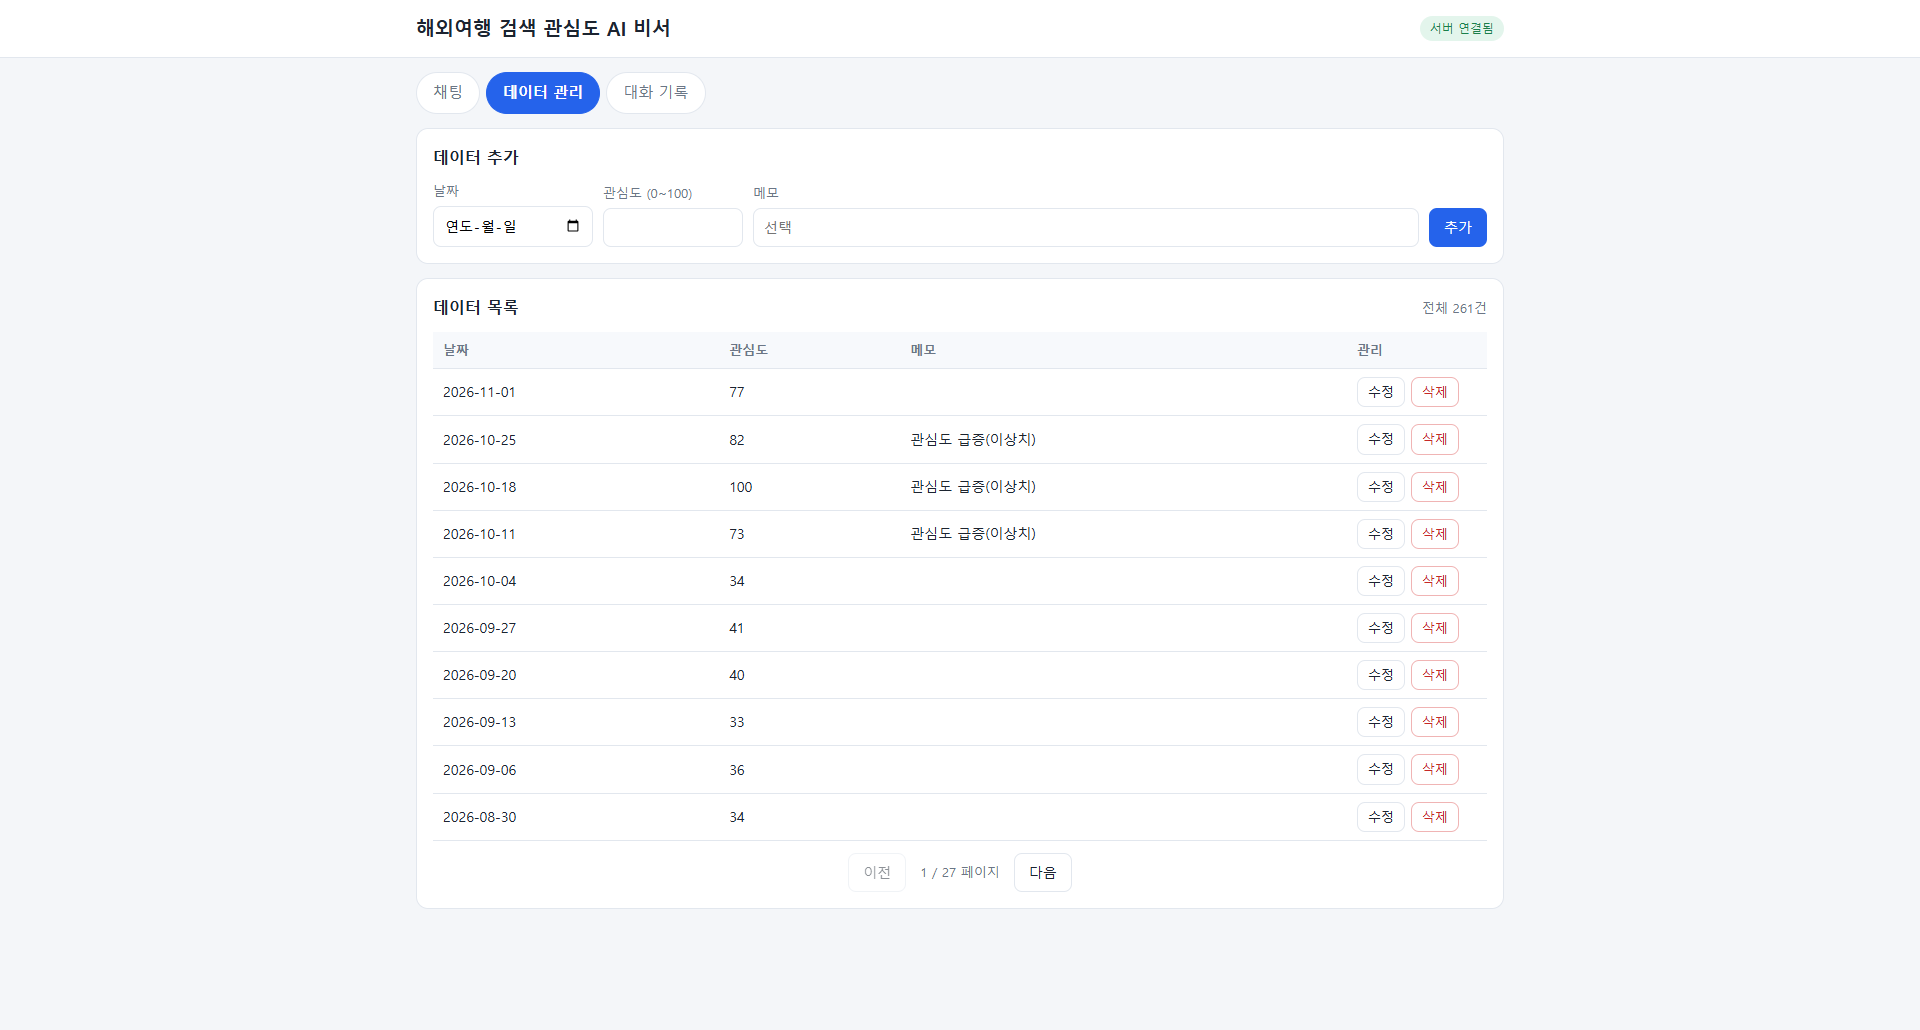 해외여행 검색 관심도 AI 비서
서버 연결됨
채팅 데이터 관리 대화 기록
데이터 추가
날짜 관심도 (0~100) 메모
연도-월-일 선택 추가
데이터 목록 전체 261건
날짜 관심도 메모 관리
2026-11-01 77 수정 삭제
2026-10-25 82 관심도 급증(이상치) 수정 삭제
2026-10-18 100 관심도 급증(이상치) 수정 삭제
2026-10-11 73 관심도 급증(이상치) 수정 삭제
2026-10-04 34 수정 삭제
2026-09-27 41 수정 삭제
2026-09-20 40 수정 삭제
2026-09-13 33 수정 삭제
2026-09-06 36 수정 삭제
2026-08-30 34 수정 삭제
이전 1 / 27 페이지 다음